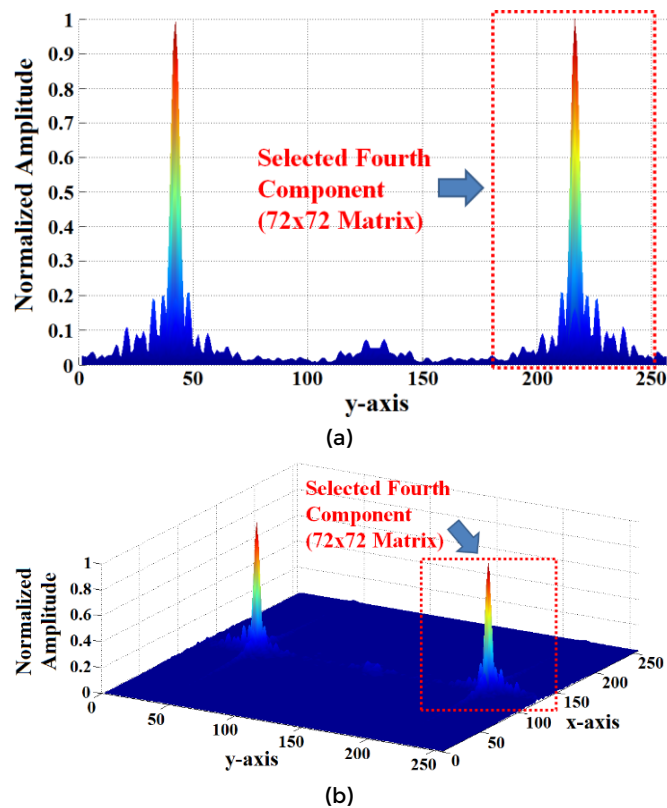 1
0.9
0.8
0.7
0.6
0.5
0.4
0.3
0.2
0.1
0
Normalized Amplitude
Selected Fourth
Component
(72x72 Matrix)
50
100
150
200
250
y-axis
(a)
Selected Fourth
Component
(72x72 Matrix)
1
0.8
0.6
0.4
0.2
0
Normalized
Amplitude
0
50
100
150
200
250
y-axis
0
50
100
150
200
250
x-axis
(b)